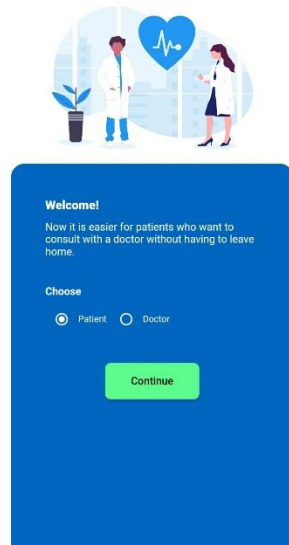 Welcome!
Now it is easier for patients who want to
consult with a doctor without having to leave
home.
Choose
Patient Doctor
Continue